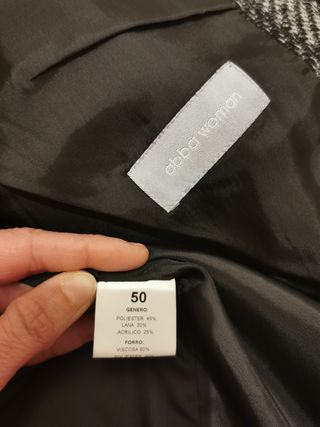 abba woman
50
GENERO:
POLIESTER 45%
LANA 30%
ACRILICO 25%
FORRO:
VISCOSA 60%